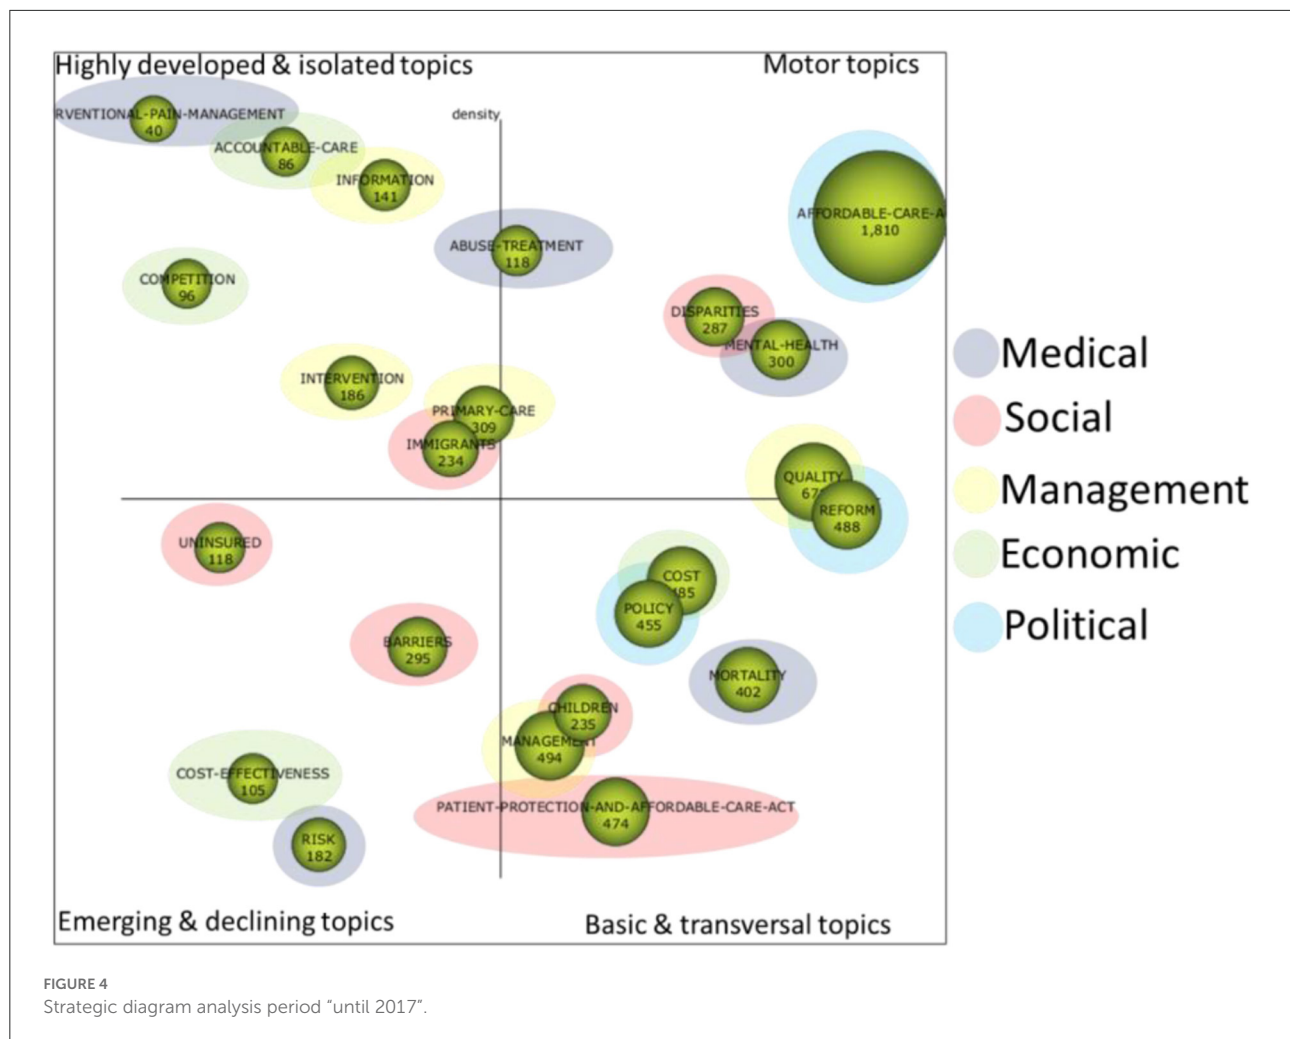 Highly developed & isolated topics
Motor topics
density
RVENTIONAL-PAIN-MANAGEMENT
40
ACCOUNTABLE-CARE
86
INFORMATION
141
AFFORDABLE-CARE-A
1,810
ABUSE-TREATMENT
118
COMPETITION
96
DISPARITIES
287
MENTAL-HEALTH
300
INTERVENTION
186
PRIMARY-CARE
309
IMMIGRANTS
234
QUALITY
REFORM
488
UNINSURED
118
COST
POLICY
455
BARRIERS
295
MORTALITY
402
CHILDREN
235
MANAGEMENT
494
COST-EFFECTIVENESS
105
PATIENT-PROTECTION-AND-AFFORDABLE-CARE-ACT
474
RISK
182
Emerging & declining topics
Basic & transversal topics
Medical
Social
Management
Economic
Political
FIGURE 4
Strategic diagram analysis period "until 2017".